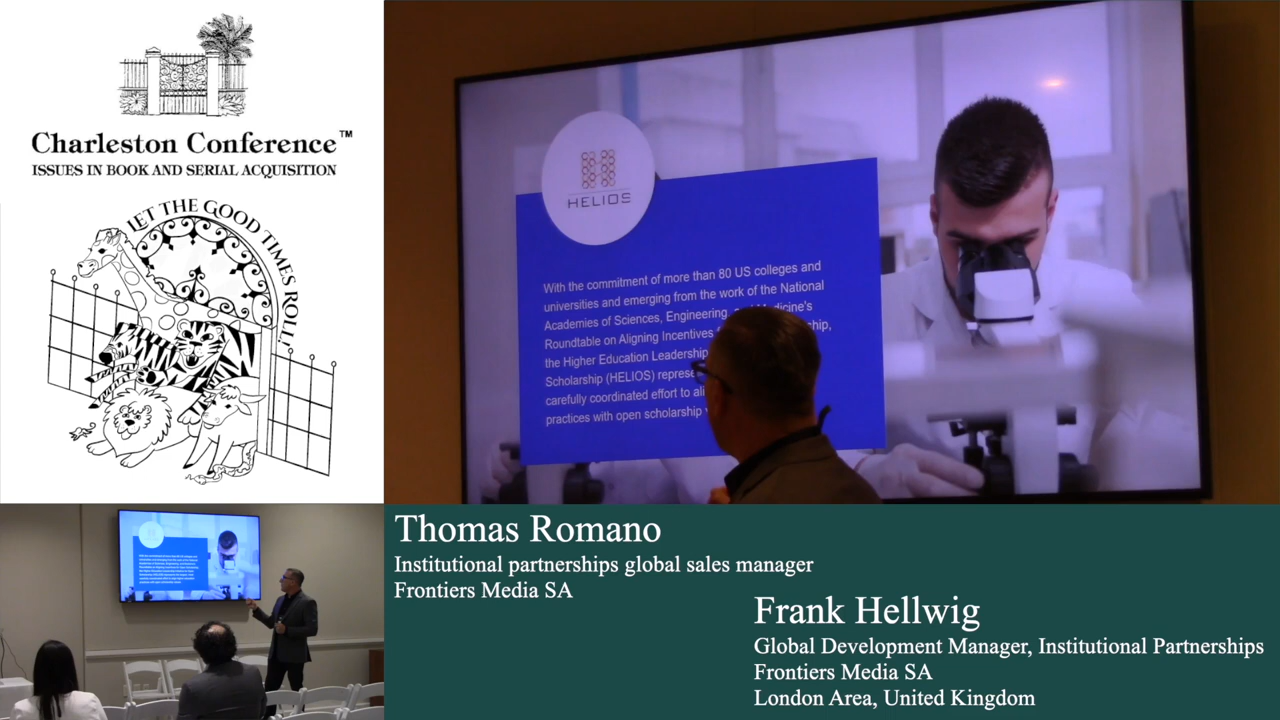 Charleston Conference™
ISSUES IN BOOK AND SERIAL ACQUISITION
LET THE GOOD TIMES ROLL!
HELIOS
With the commitment of more than 80 US colleges and
universities and emerging from the work of the National
Academies of Sciences, Engineering, Medicine's
Roundtable on Aligning Incentives
the Higher Education Leadership
Scholarship (HELIOS)
carefully coordinated effort to
practices with open scholarship
Thomas Romano
Institutional partnerships global sales manager
Frontiers Media SA
Frank Hellwig
Global Development Manager, Institutional Partnerships
Frontiers Media SA
London Area, United Kingdom